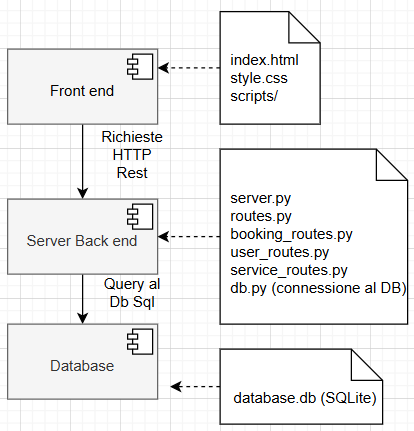 index.html
style.css
scripts/
Front end
Richieste
HTTP
Rest
server.py
routes.py
booking_routes.py
user_routes.py
service_routes.py
db.py (connessione al DB)
Server Back end
Query al
Db Sql
Database
database.db (SQLite)